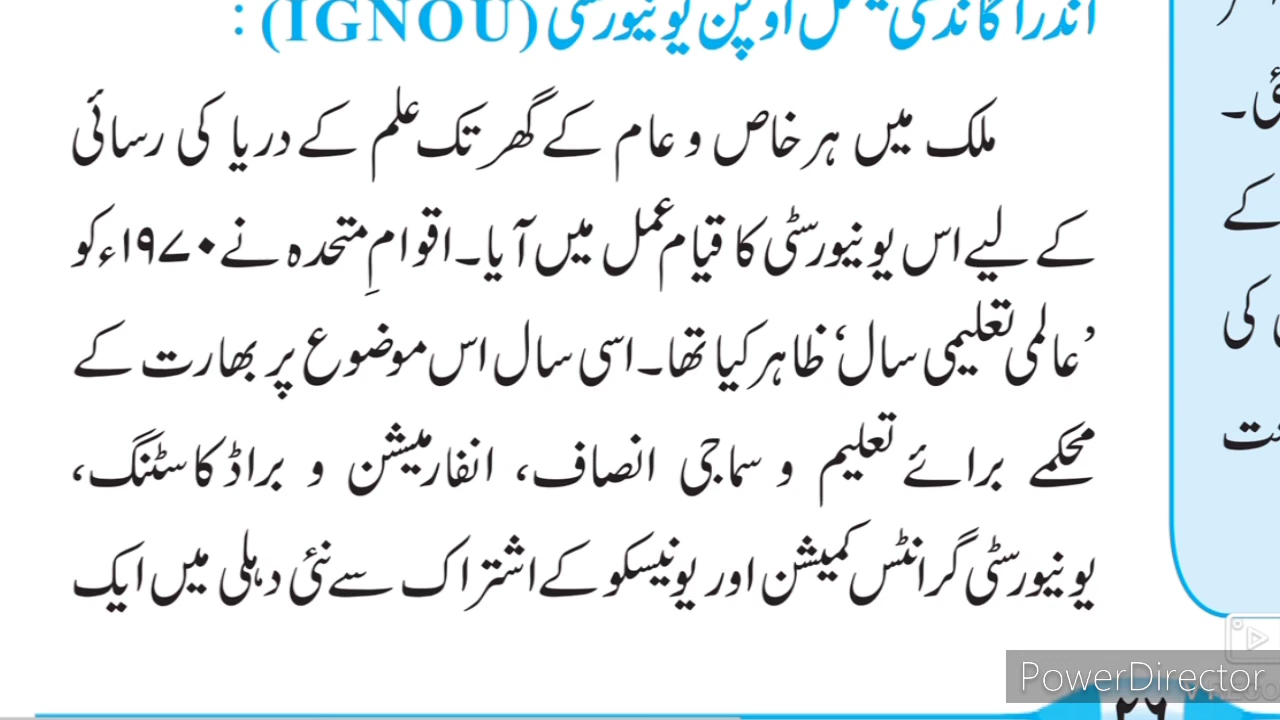 اندرا گاندھی نیشنل اوپن یونیورسٹی (IGNOU) :
ملک میں ہر خاص و عام کے گھر تک علم کے دریا کی رسائی
کے لیے اس یونیورسٹی کا قیام عمل میں آیا۔ اقوامِ متحدہ نے ۱۹۷۰ء کو
’عالمی تعلیمی سال‘ ظاہر کیا تھا۔ اسی سال اس موضوع پر بھارت کے
محکمے برائے تعلیم و سماجی انصاف، انفارمیشن و براڈکاسٹنگ،
یونیورسٹی گرانٹس کمیشن اور یونیسکو کے اشتراک سے نئی دہلی میں ایک
کے
کی
PowerDirector
۲۶